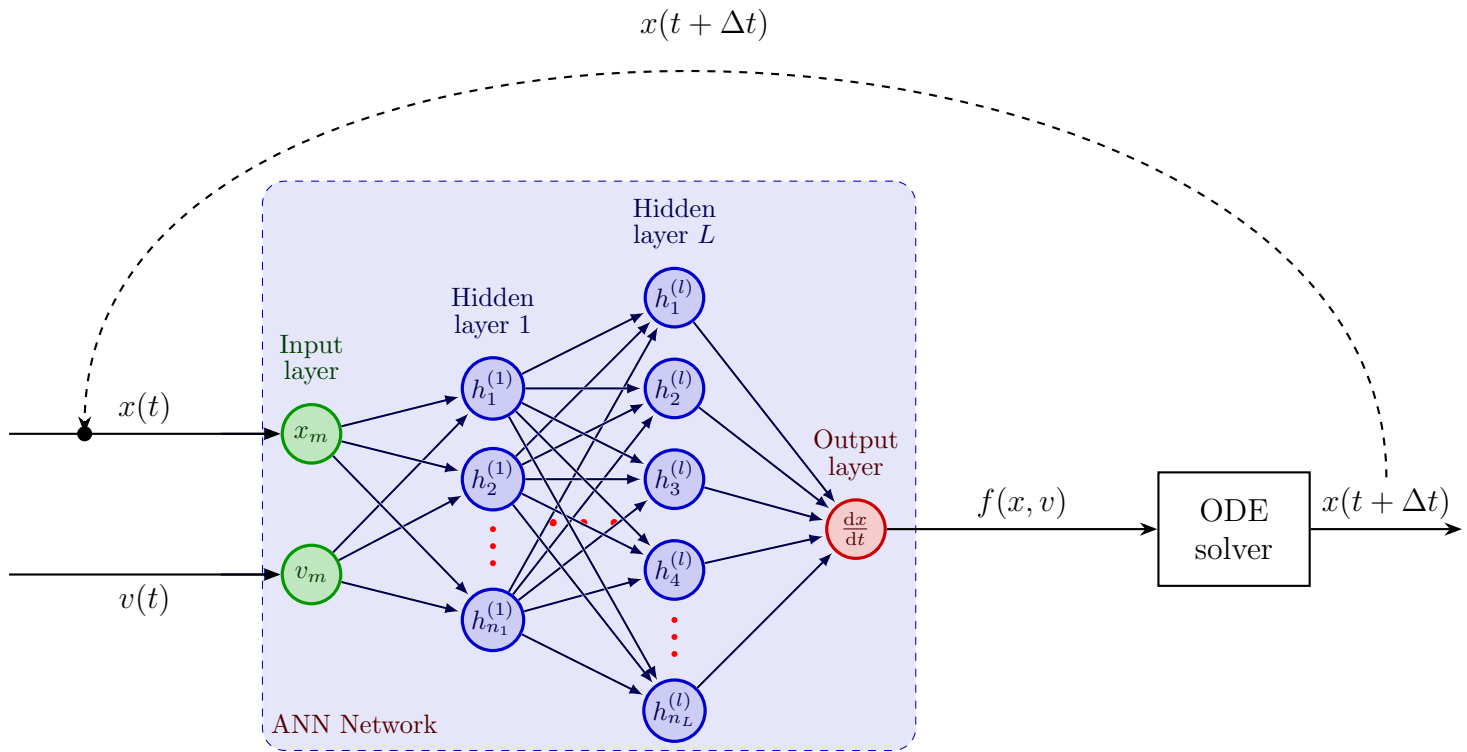 x(t + Δt)
Hidden
layer L
h_1^{(l)}
Hidden
layer 1
Input
layer
h_1^{(1)}
h_2^{(l)}
x(t)
x_m
Output
layer
h_2^{(1)}
h_3^{(l)}
f(x, v)
x(t + Δt)
dx
dt
ODE
solver
v_m
v(t)
h_4^{(l)}
h_{n_1}^{(1)}
h_{n_L}^{(l)}
ANN Network